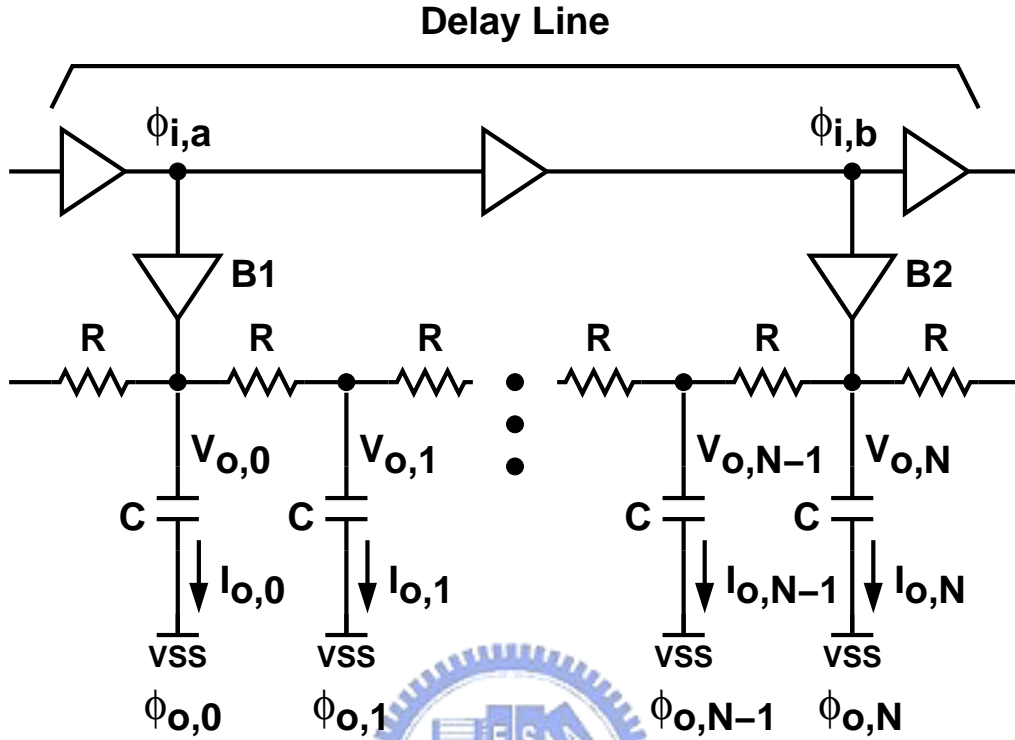 Delay Line
ϕi,a ϕi,b
B1 B2
R R R R R R
Vo,0 Vo,1 Vo,N−1 Vo,N
C C C C
Io,0 Io,1 Io,N−1 Io,N
VSS VSS VSS VSS
ϕo,0 ϕo,1 ϕo,N−1 ϕo,N